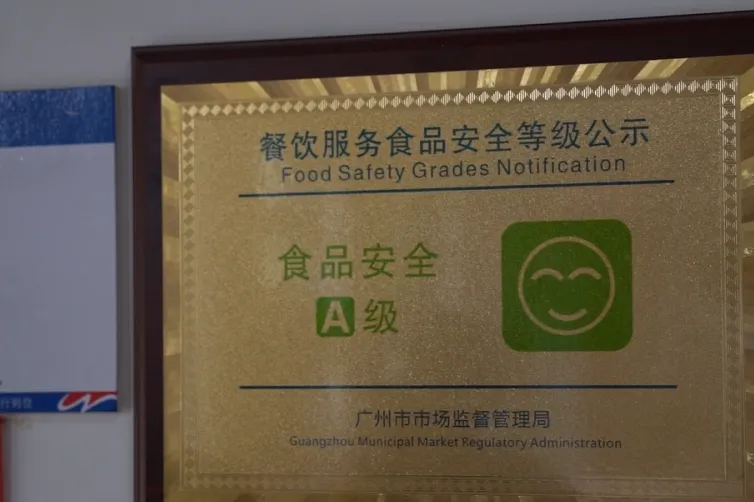 餐饮服务食品安全等级公示
Food Safety Grades Notification
食品安全
A级
广州市市场监督管理局
Guangzhou Municipal Market Regulatory Administration